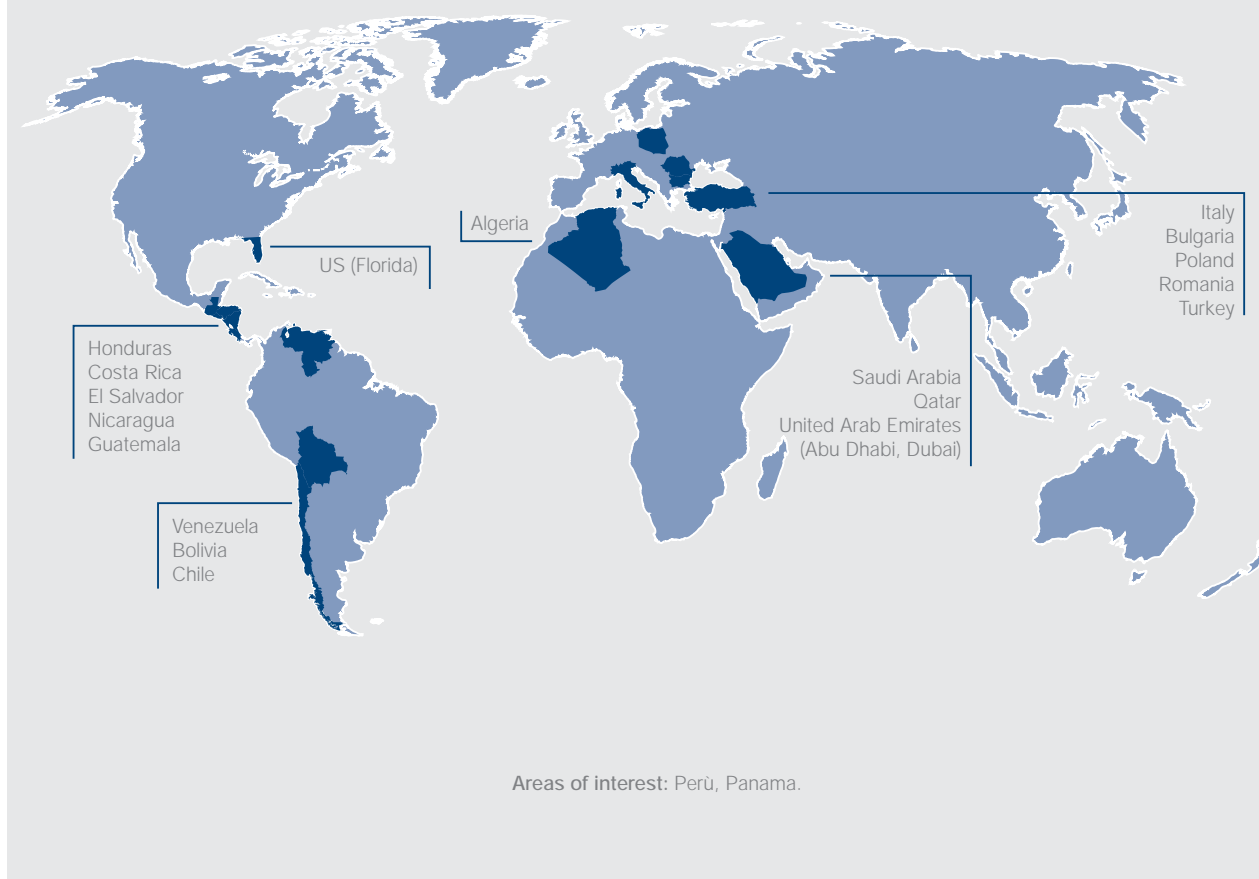 Algeria
US (Florida)
Italy
Bulgaria
Poland
Romania
Turkey
Honduras
Costa Rica
El Salvador
Nicaragua
Guatemala
Saudi Arabia
Qatar
United Arab Emirates
(Abu Dhabi, Dubai)
Venezuela
Bolivia
Chile
Areas of interest: Perù, Panama.